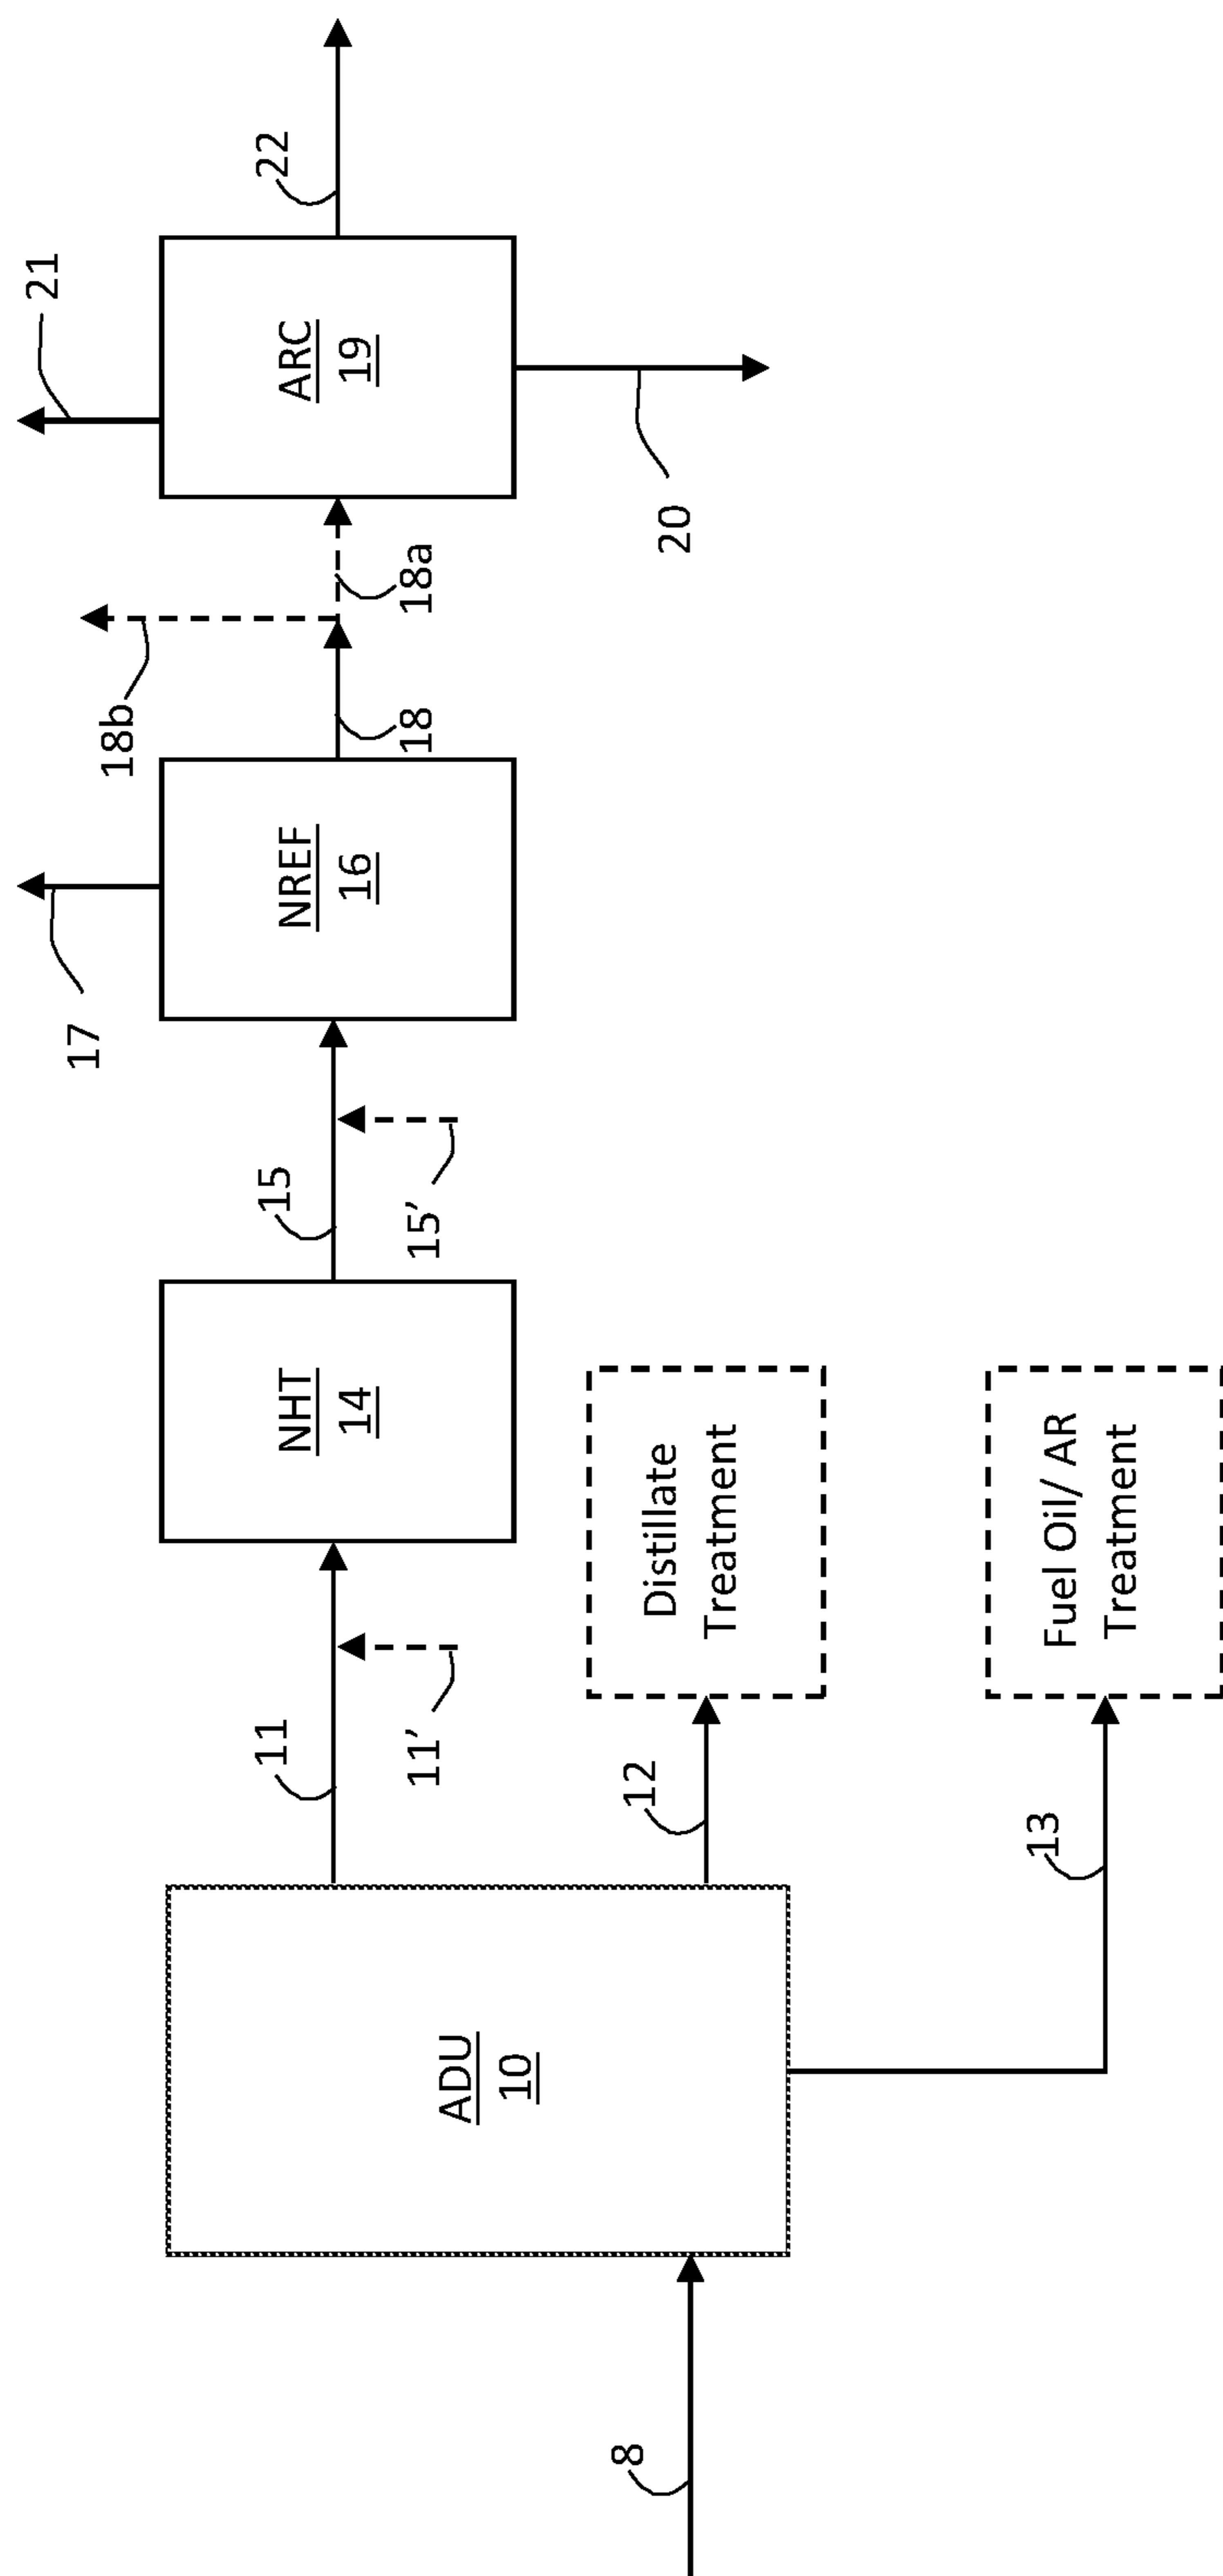 8
ADU
10
11
11’
12
Distillate
Treatment
13
Fuel Oil/ AR
Treatment
NHT
14
15
15’
NREF
16
17
18
18a
18b
ARC
19
20
21
22